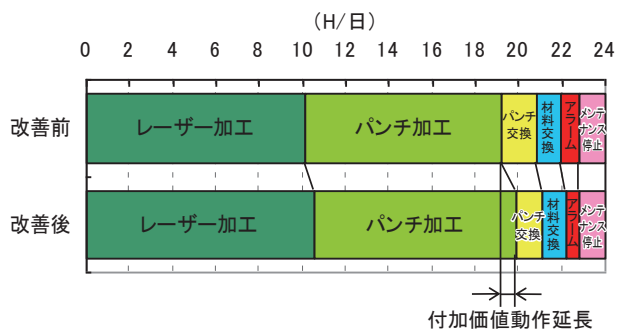 (H/日)
0 2 4 6 8 10 12 14 16 18 20 22 24
改善前
レーザー加工
パンチ加工
パンチ
交換
材料交換
アラーム
メンテ
ナンス
停止
改善後
レーザー加工
パンチ加工
パンチ
交換
材料交換
アラーム
メンテ
ナンス
停止
付加価値動作延長